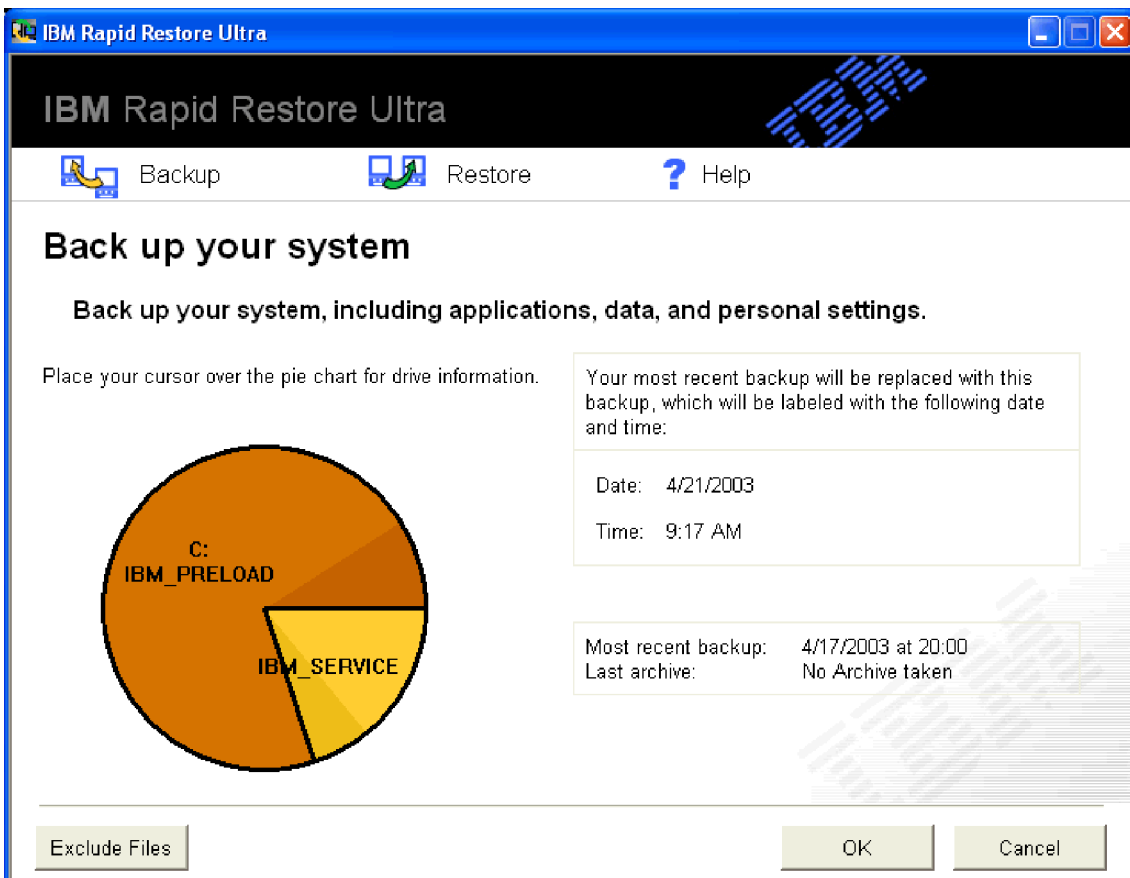 IBM Rapid Restore Ultra
IBM Rapid Restore Ultra
IBM
Backup
Restore
? Help
Back up your system
Back up your system, including applications, data, and personal settings.
Place your cursor over the pie chart for drive information.
C:
IBM_PRELOAD
IBM_SERVICE
Your most recent backup will be replaced with this
backup, which will be labeled with the following date
and time:
Date: 4/21/2003
Time: 9:17 AM
Most recent backup: 4/17/2003 at 20:00
Last archive: No Archive taken
IBM
Exclude Files
OK
Cancel